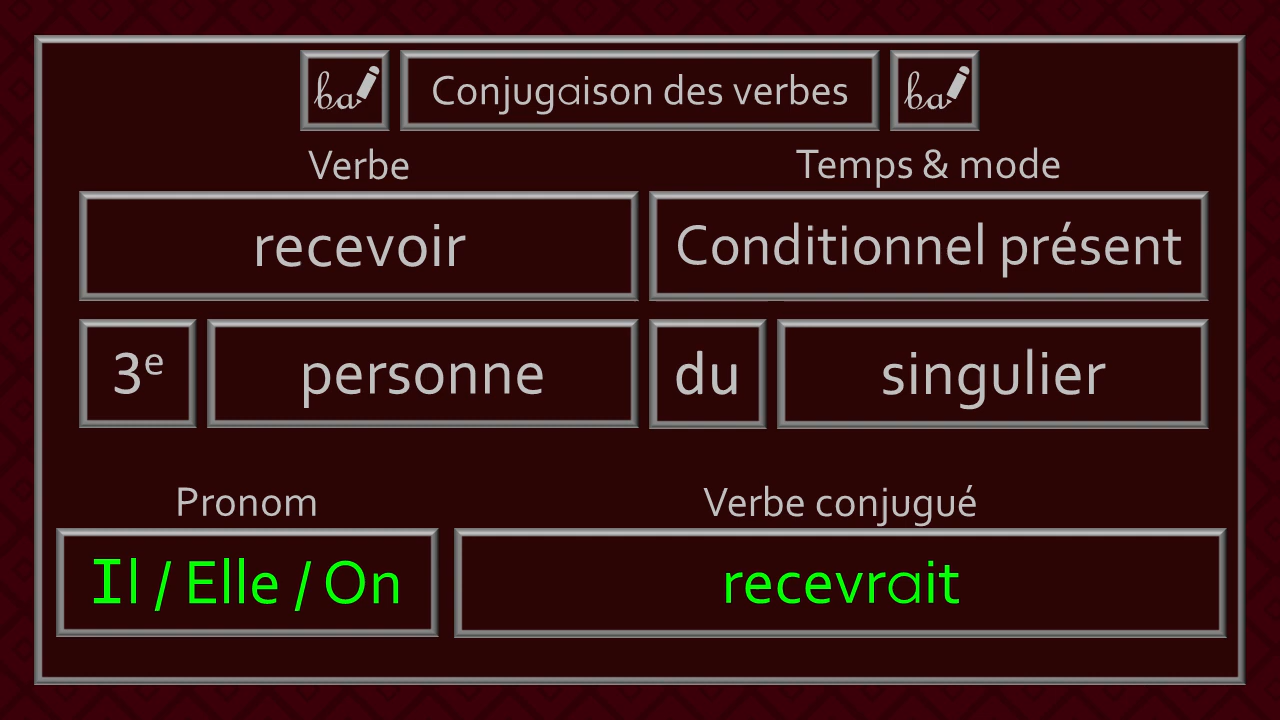 ba Conjugaison des verbes ba
Verbe
Temps & mode
recevoir
Conditionnel présent
3e personne du singulier
Pronom
Verbe conjugué
Il / Elle / On
recevrait